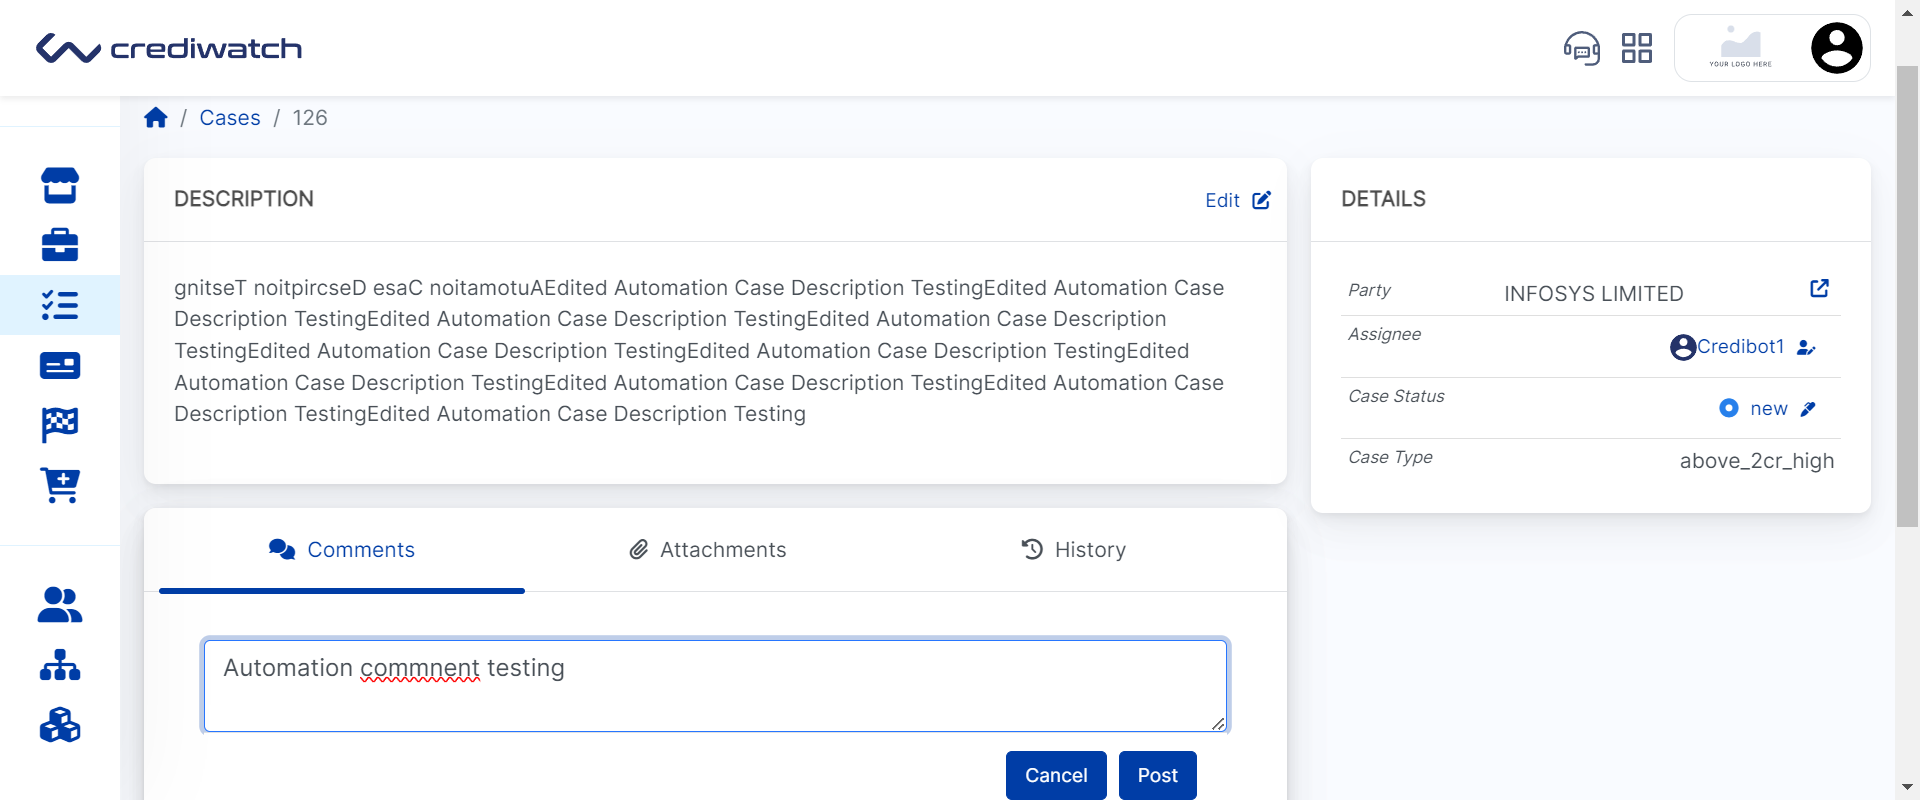 crediwatch
YOUR LOGO HERE
/ Cases / 126
DESCRIPTION
Edit
gnitseT noitpircseD esaC noitamotuAEdited Automation Case Description TestingEdited Automation Case
Description TestingEdited Automation Case Description TestingEdited Automation Case Description
TestingEdited Automation Case Description TestingEdited Automation Case Description TestingEdited
Automation Case Description TestingEdited Automation Case Description TestingEdited Automation Case
Description TestingEdited Automation Case Description Testing
DETAILS
Party
INFOSYS LIMITED
Assignee
Credibot1
Case Status
new
Case Type
above_2cr_high
Comments
Attachments
History
Automation commnent testing
Cancel
Post